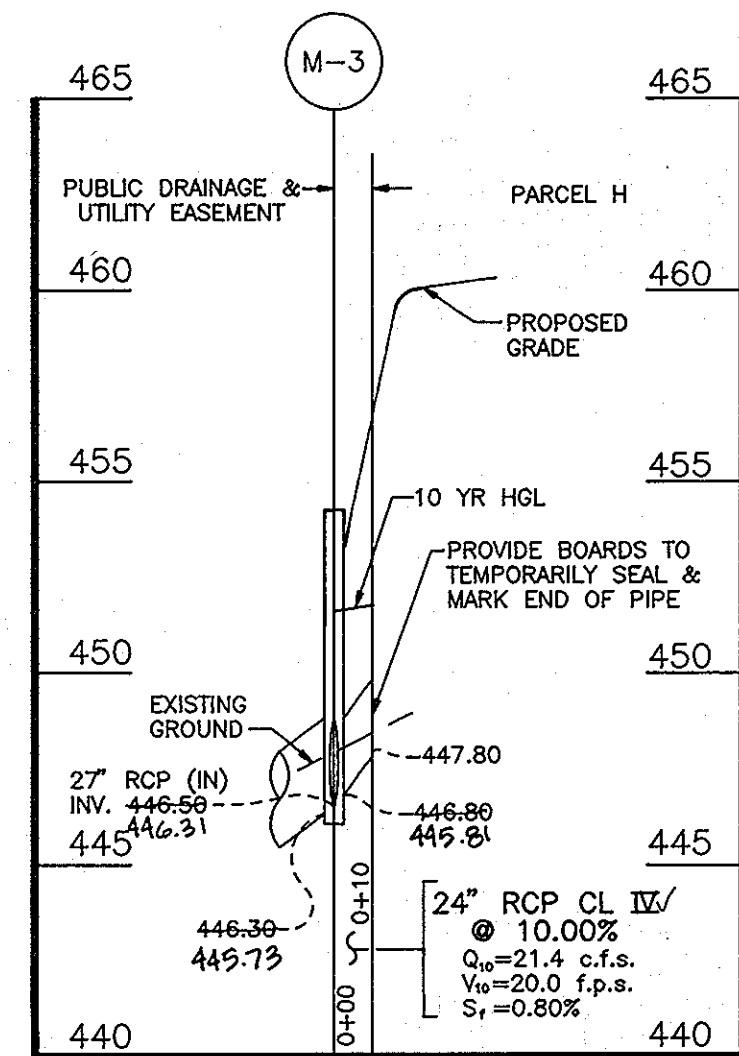 M-3
465
465
PUBLIC DRAINAGE &
UTILITY EASEMENT
PARCEL H
460
460
PROPOSED
GRADE
455
455
10 YR HGL
PROVIDE BOARDS TO
TEMPORARILY SEAL &
MARK END OF PIPE
450
450
EXISTING
GROUND
447.80
27" RCP (IN)
INV. 446.50
446.31
446.80
445.81
445
445
446.30
445.73
0+00
0+10
24" RCP CL IV✓
@ 10.00%
Q₁₀=21.4 c.f.s.
V₁₀=20.0 f.p.s.
Sf=0.80%
440
440